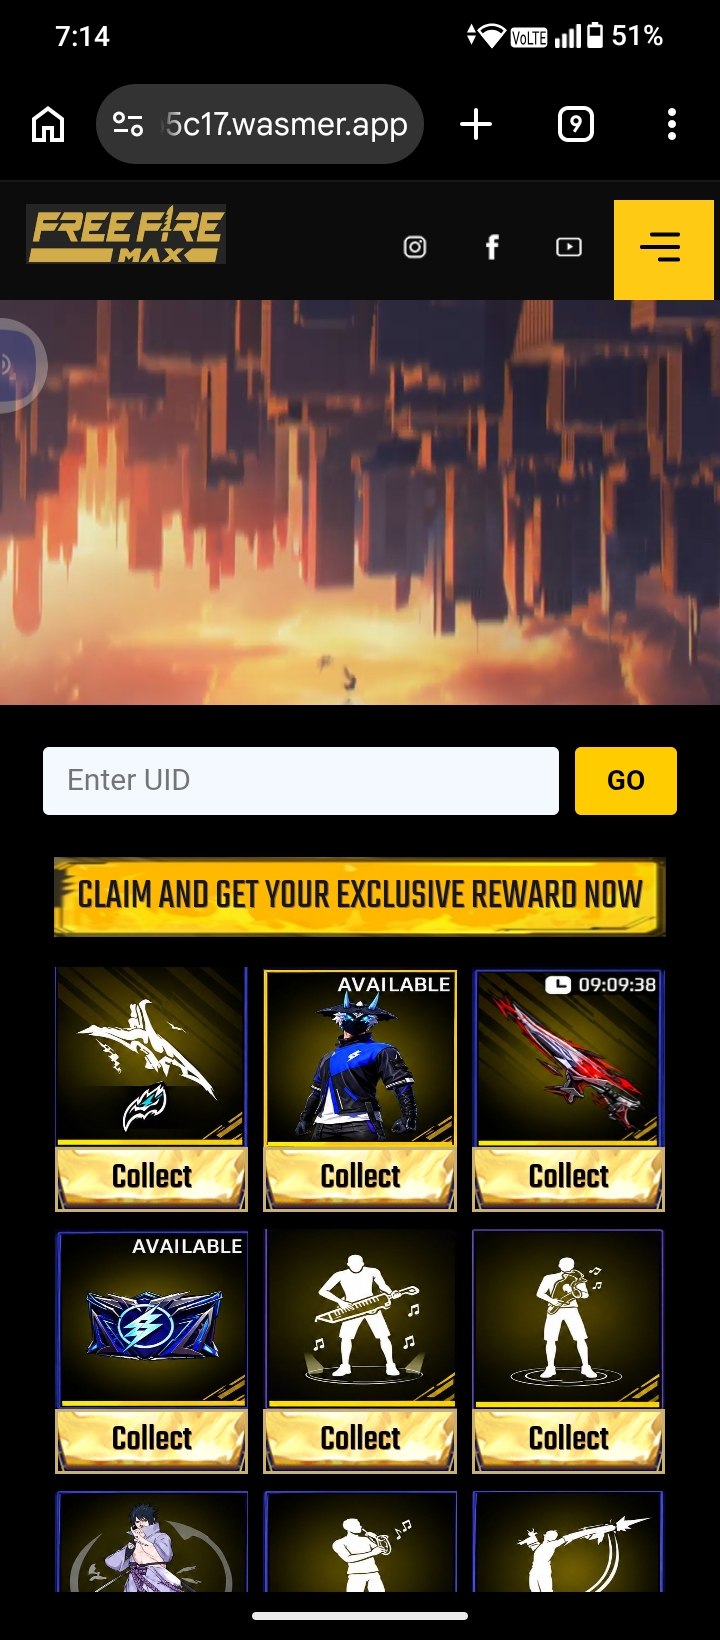 7:14
VoLTE
51%
5c17.wasmer.app
9
FREE FIRE
MAX
Enter UID
GO
CLAIM AND GET YOUR EXCLUSIVE REWARD NOW
AVAILABLE
09:09:38
Collect
Collect
Collect
AVAILABLE
Collect
Collect
Collect